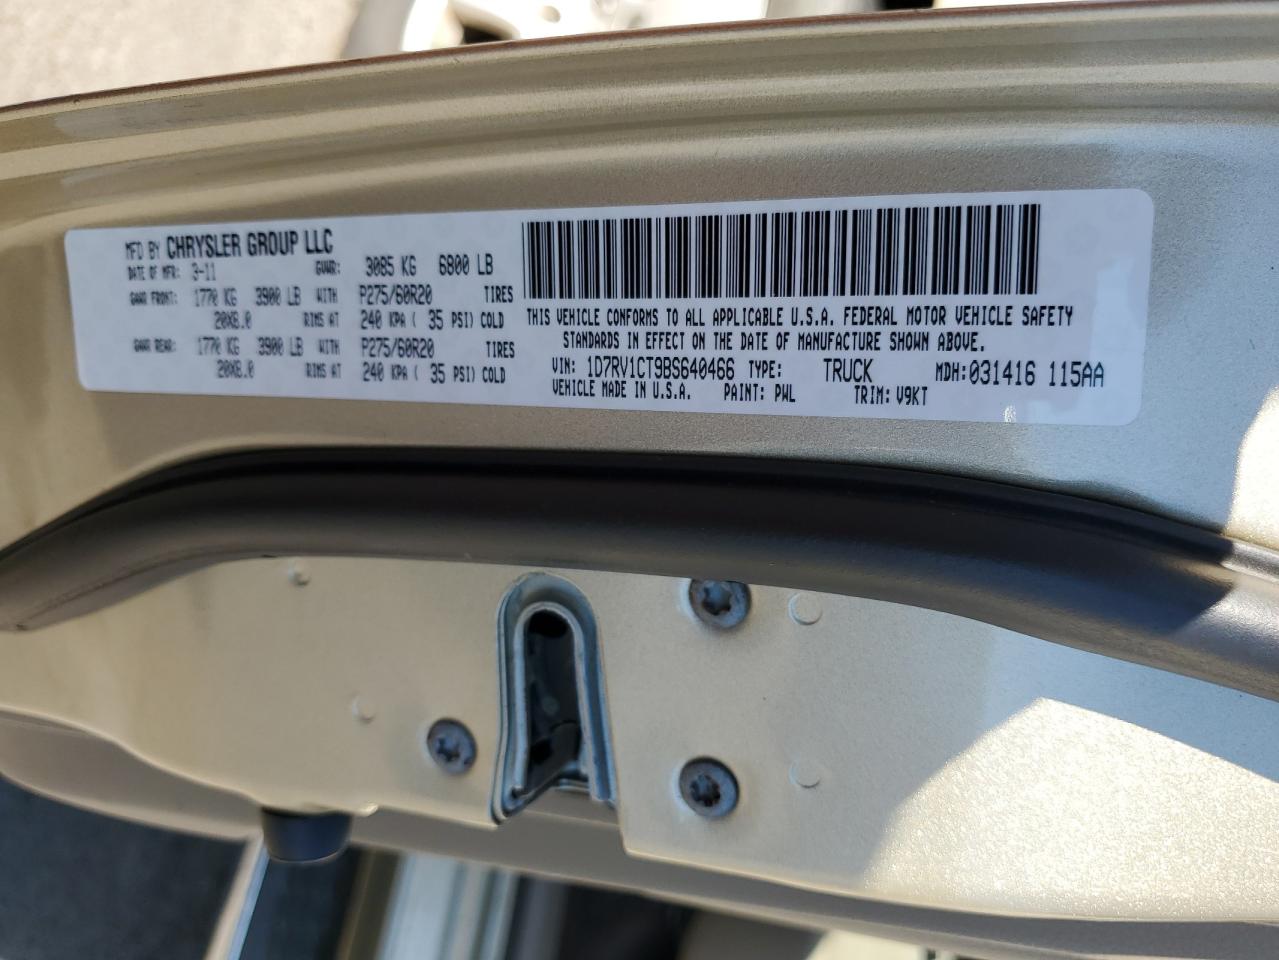 MFD BY CHRYSLER GROUP LLC
DATE OF MFR: 3-11 GVWR: 3085 KG 6800 LB
GAWR FRONT: 1770 KG 3900 LB WITH P275/60R20 TIRES
20X8.0 RIMS AT 240 KPA ( 35 PSI) COLD
GAWR REAR: 1770 KG 3900 LB WITH P275/60R20 TIRES
20X8.0 RIMS AT 240 KPA ( 35 PSI) COLD
THIS VEHICLE CONFORMS TO ALL APPLICABLE U.S.A. FEDERAL MOTOR VEHICLE SAFETY
STANDARDS IN EFFECT ON THE DATE OF MANUFACTURE SHOWN ABOVE.
VIN: 1D7RV1CT9BS640466 TYPE: TRUCK MDH:031416 115AA
VEHICLE MADE IN U.S.A. PAINT: PWL TRIM: V9KT